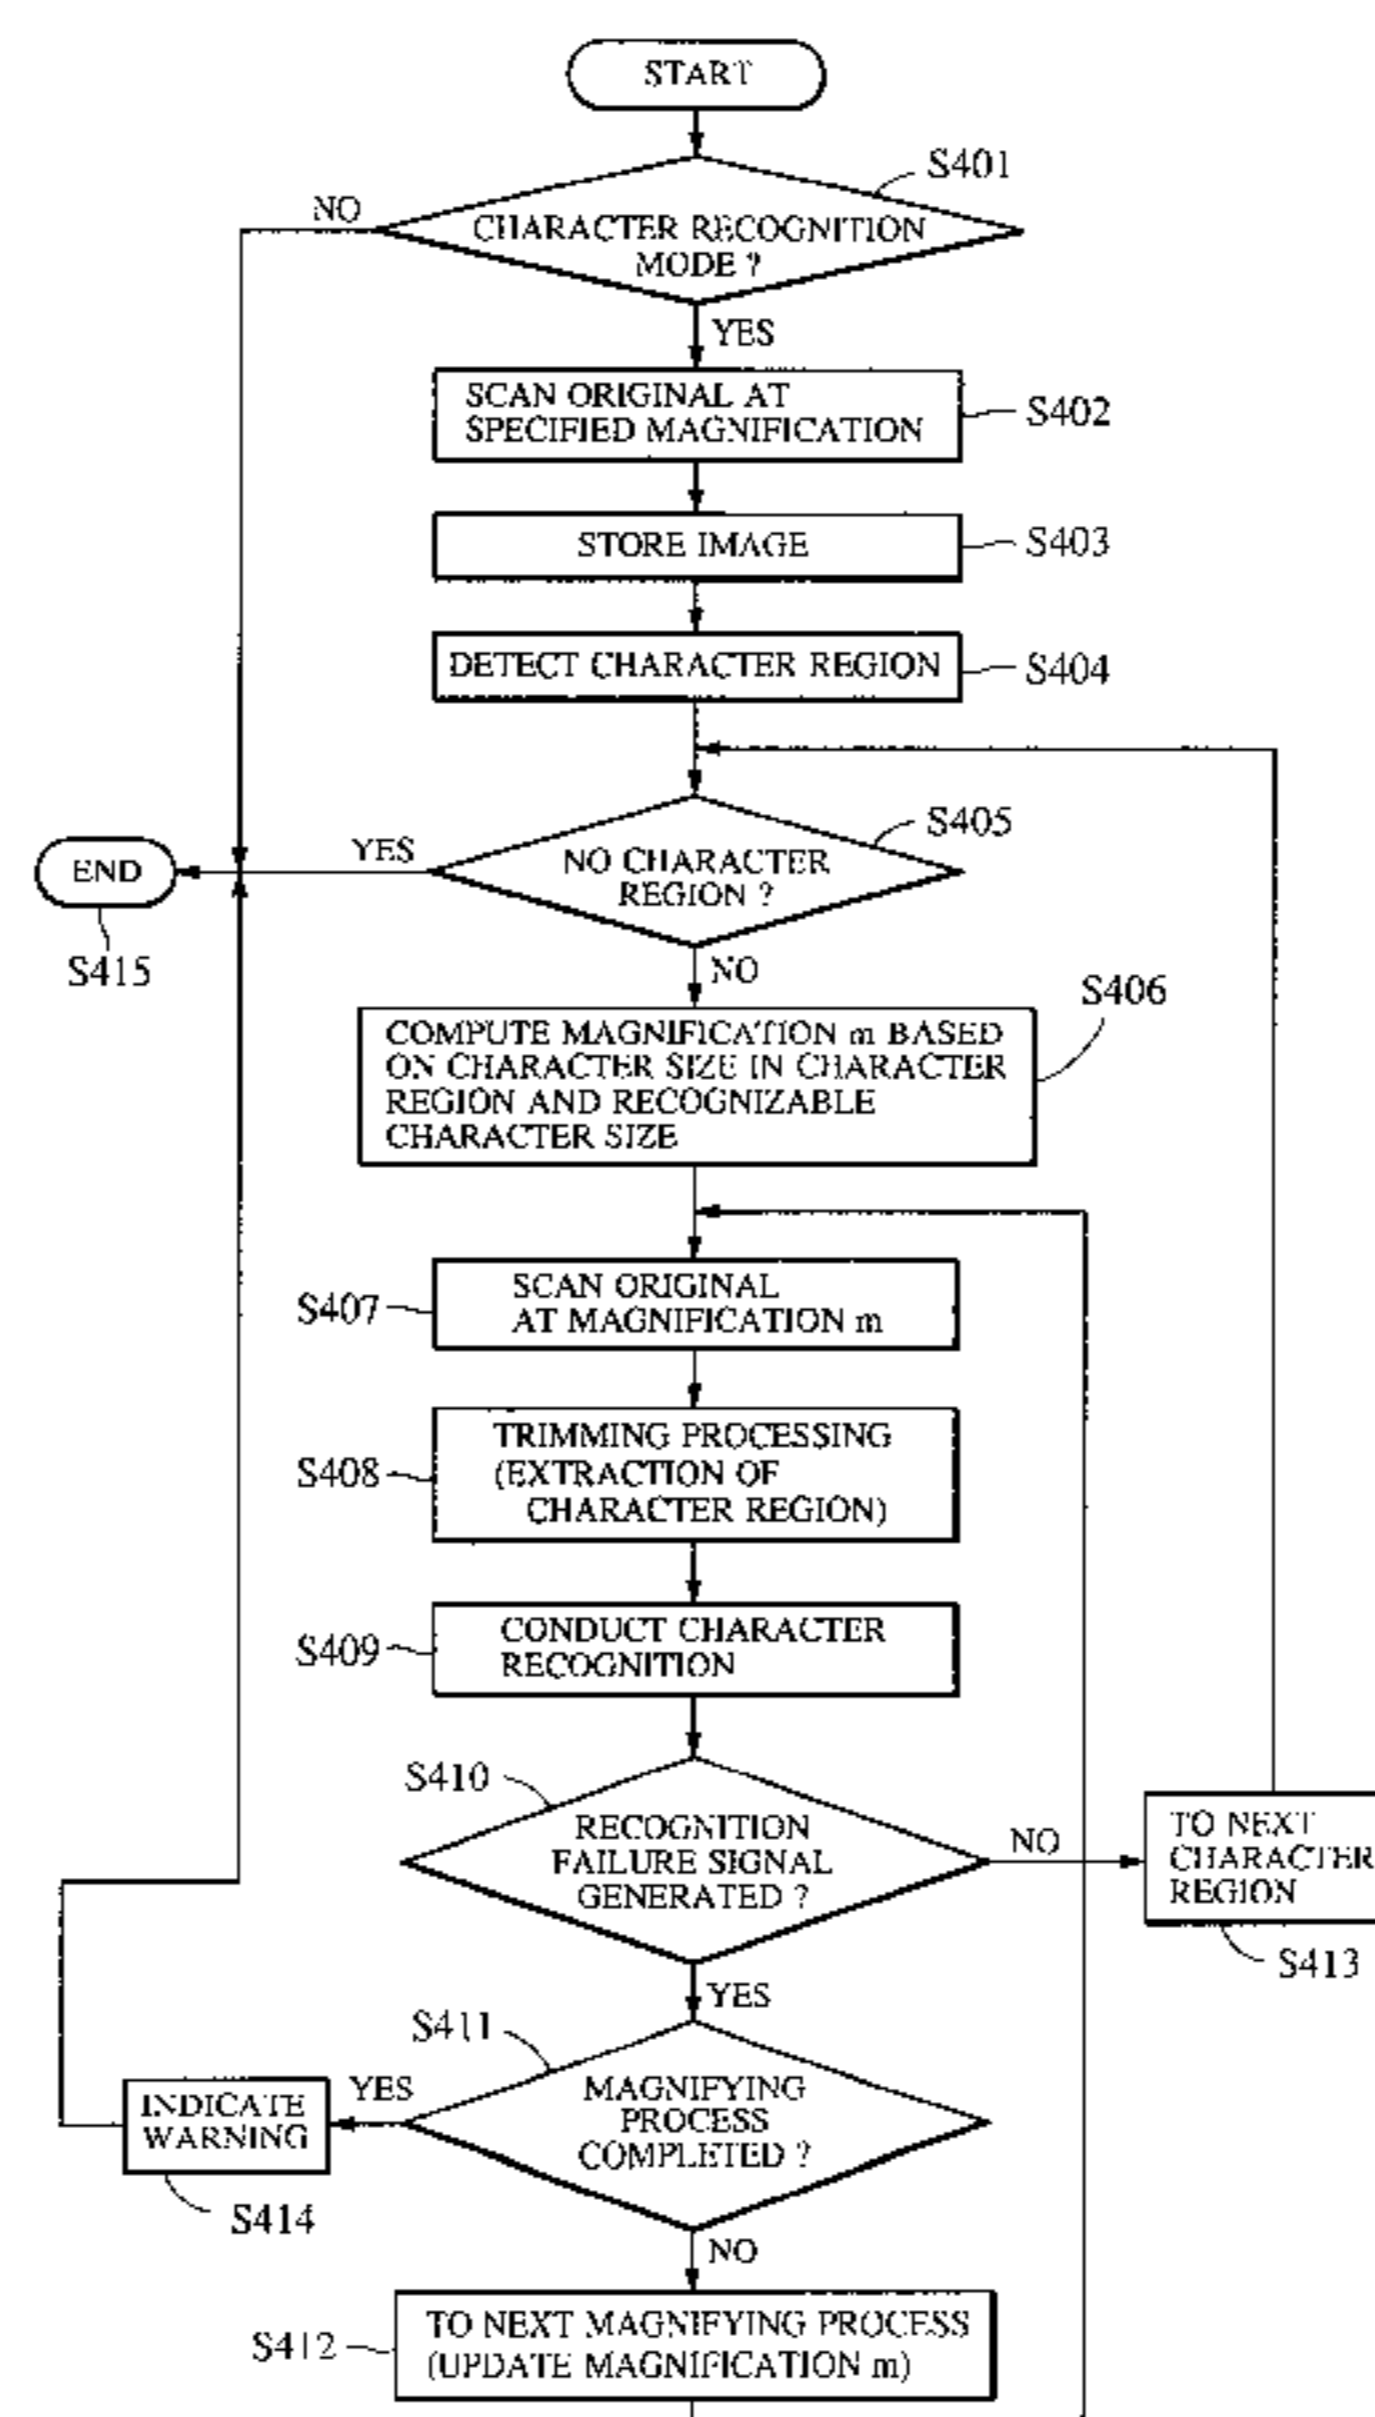 START
S401
NO
CHARACTER RECOGNITION
MODE ?
YES
SCAN ORIGINAL AT
SPECIFIED MAGNIFICATION
S402
STORE IMAGE
S403
DETECT CHARACTER REGION
S404
S405
YES
END
NO CHARACTER
REGION ?
S415
NO
S406
COMPUTE MAGNIFICATION m BASED
ON CHARACTER SIZE IN CHARACTER
REGION AND RECOGNIZABLE
CHARACTER SIZE
S407
SCAN ORIGINAL
AT MAGNIFICATION m
S408
TRIMMING PROCESSING
(EXTRACTION OF
CHARACTER REGION)
S409
CONDUCT CHARACTER
RECOGNITION
S410
RECOGNITION
FAILURE SIGNAL
GENERATED ?
NO
TO NEXT
CHARACTER
REGION
S413
YES
S411
MAGNIFYING
PROCESS
COMPLETED ?
YES
INDICATE
WARNING
S414
NO
S412
TO NEXT MAGNIFYING PROCESS
(UPDATE MAGNIFICATION m)